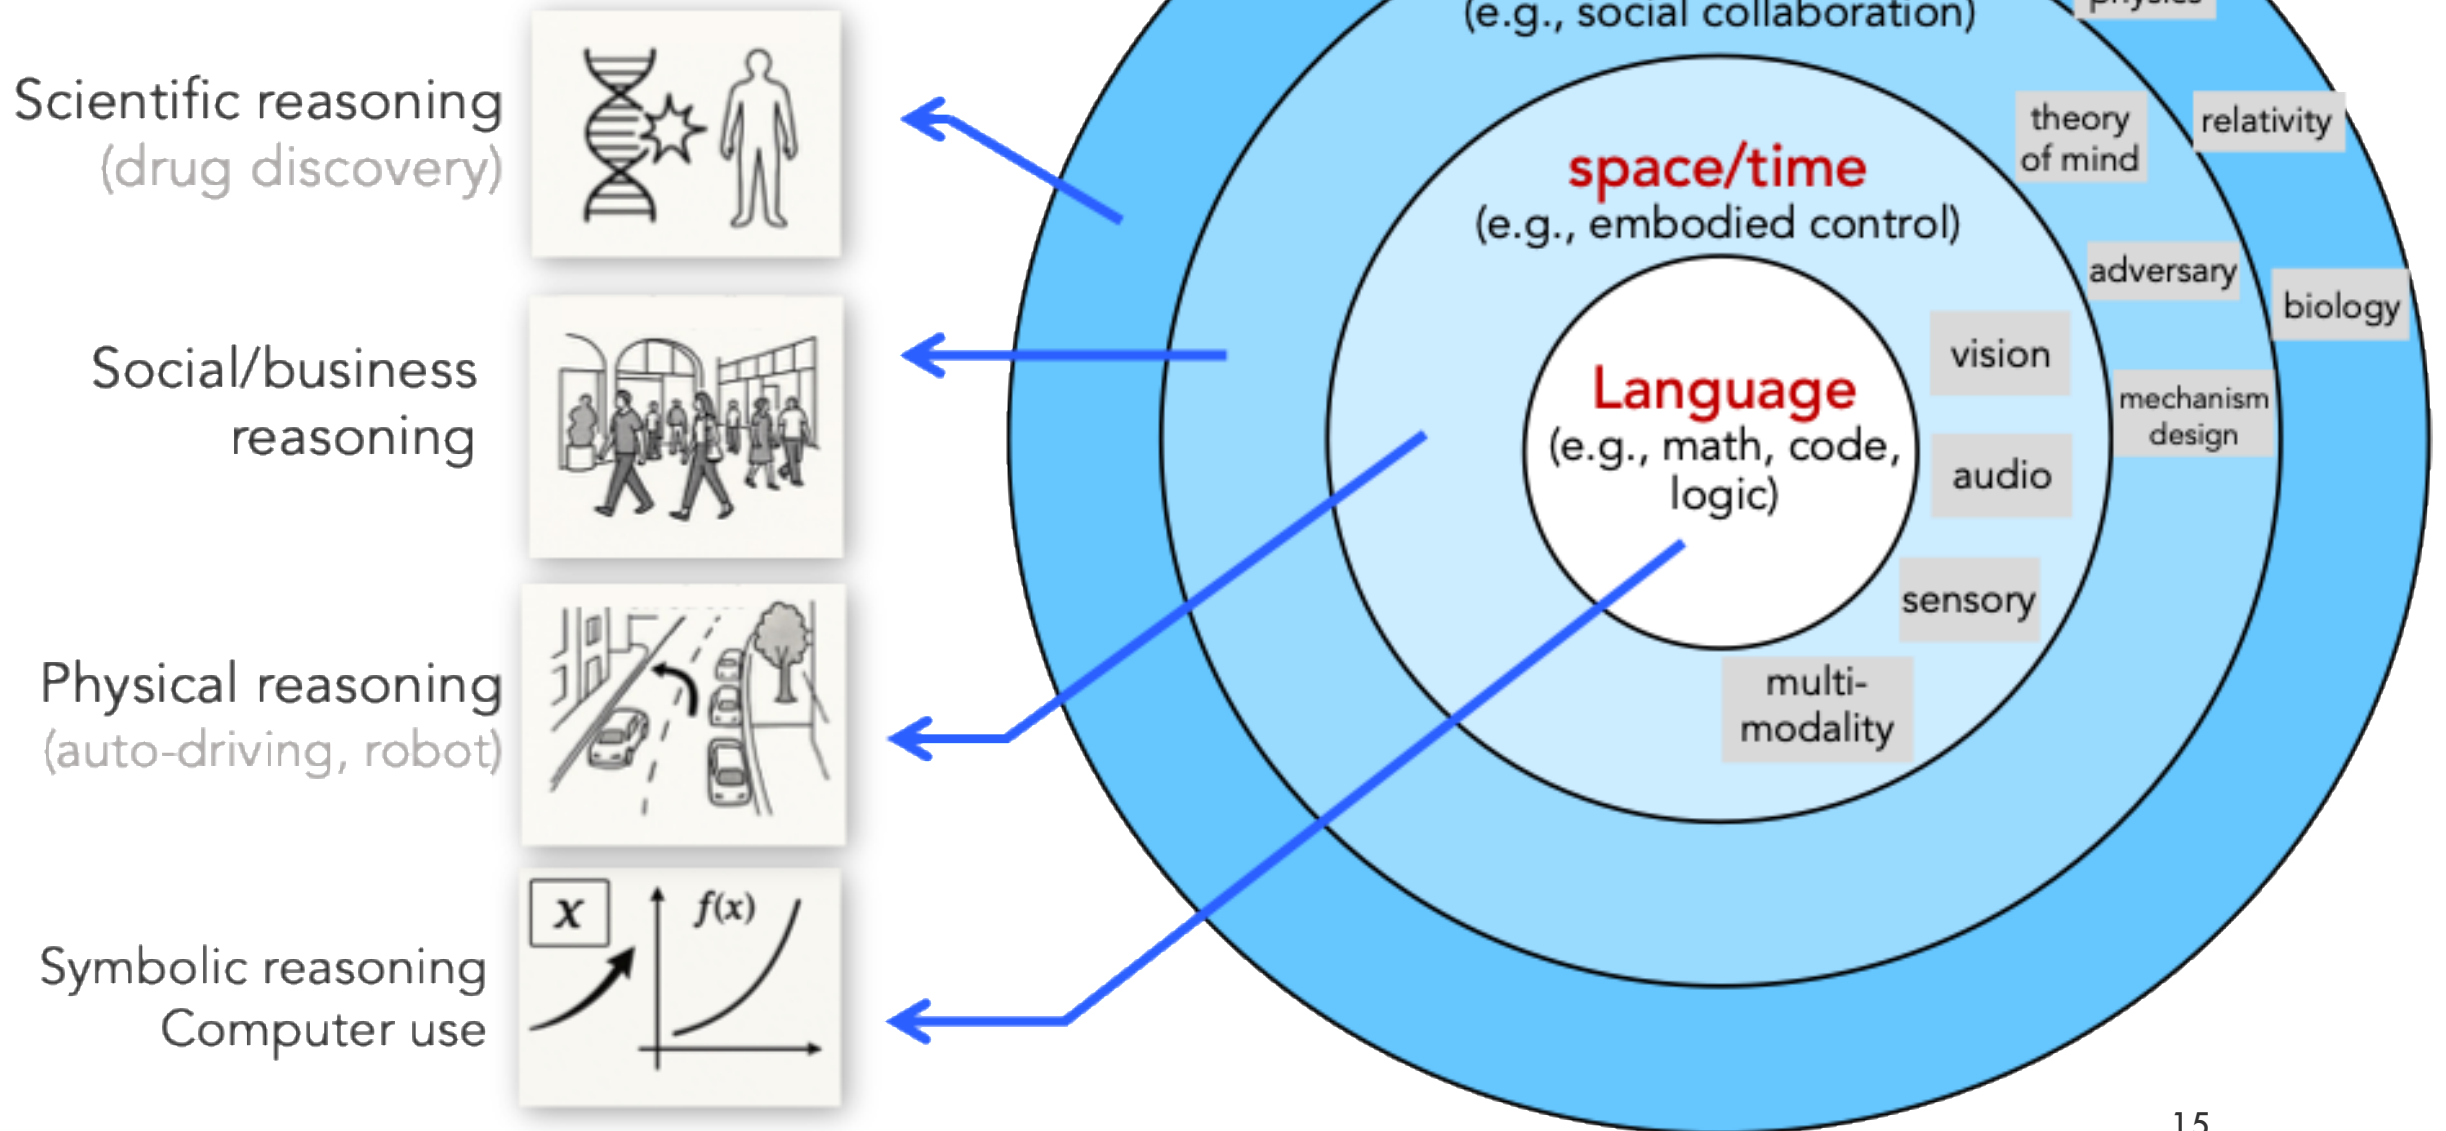 Scientific reasoning
(drug discovery)
Social/business
reasoning
Physical reasoning
(auto-driving, robot)
x
f(x)
Symbolic reasoning
Computer use
(e.g., social collaboration)
physics
theory
of mind
relativity
space/time
(e.g., embodied control)
adversary
biology
vision
Language
(e.g., math, code,
logic)
mechanism
design
audio
sensory
multi-
modality
15